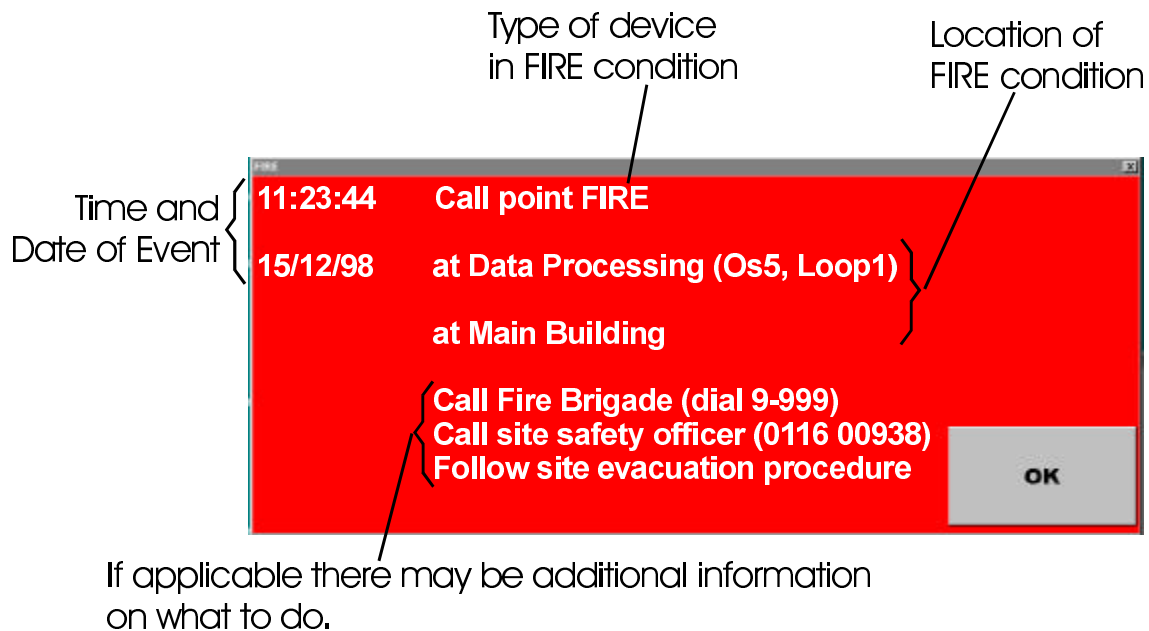 Type of device
in FIRE condition
Location of
FIRE condition
FIRE
Time and
Date of Event
11:23:44 Call point FIRE
15/12/98 at Data Processing (Os5, Loop1)
at Main Building
Call Fire Brigade (dial 9-999)
Call site safety officer (0116 00938)
Follow site evacuation procedure
OK
If applicable there may be additional information
on what to do.